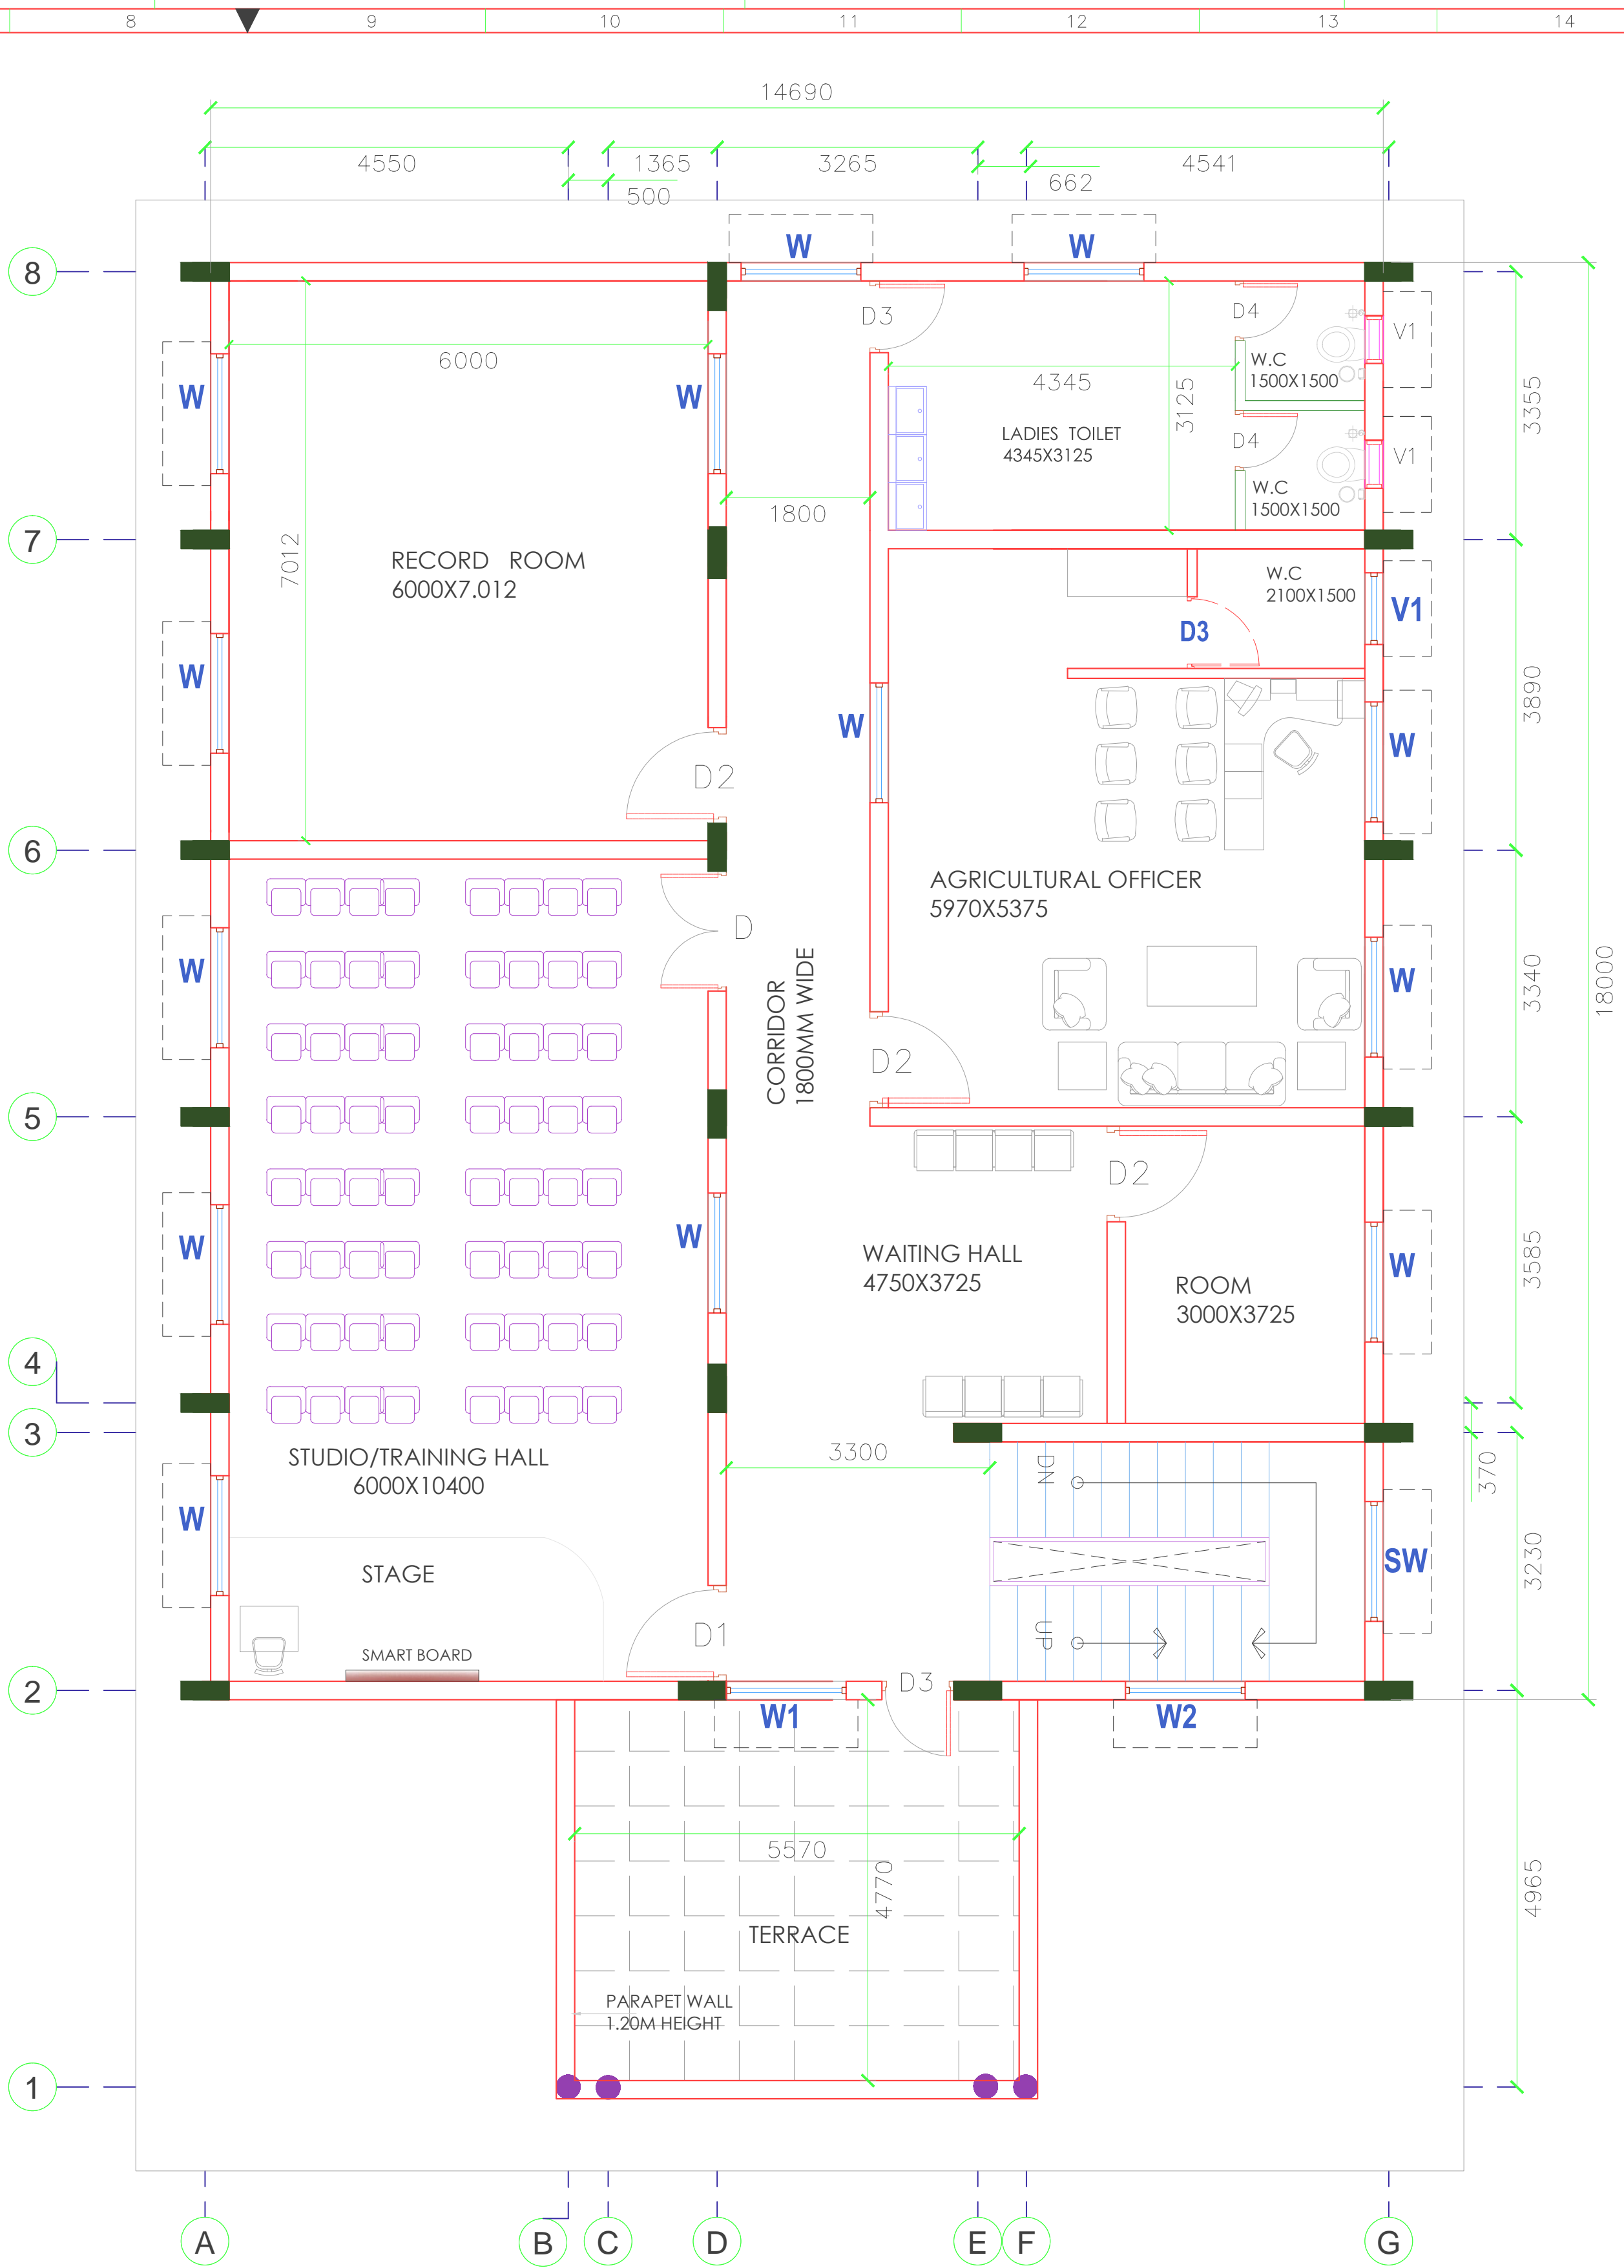 8 9 10 11 12 13 14
14690
4550 1365 3265 4541
500 662
W W
8
D3 D4 V1
6000
W.C
1500X1500
W W
4345
3125
3355
LADIES TOILET
4345X3125
D4 V1
W.C
1500X1500
1800
7
7012
RECORD ROOM
6000X7.012
W.C
2100X1500
V1
D3
W
3890
W
W
D2
6
AGRICULTURAL OFFICER
5970X5375
D
W
W
3340
18000
CORRIDOR
1800MM WIDE
D2
5
D2
W
W
WAITING HALL
4750X3725
W
3585
ROOM
3000X3725
4
3
STUDIO/TRAINING HALL
6000X10400
3300
DN
370
W
SW
3230
STAGE
D1
UP
SMART BOARD
2
D3
W1
W2
5570
4770
4965
TERRACE
PARAPET WALL
1.20M HEIGHT
1
A B C D E F G